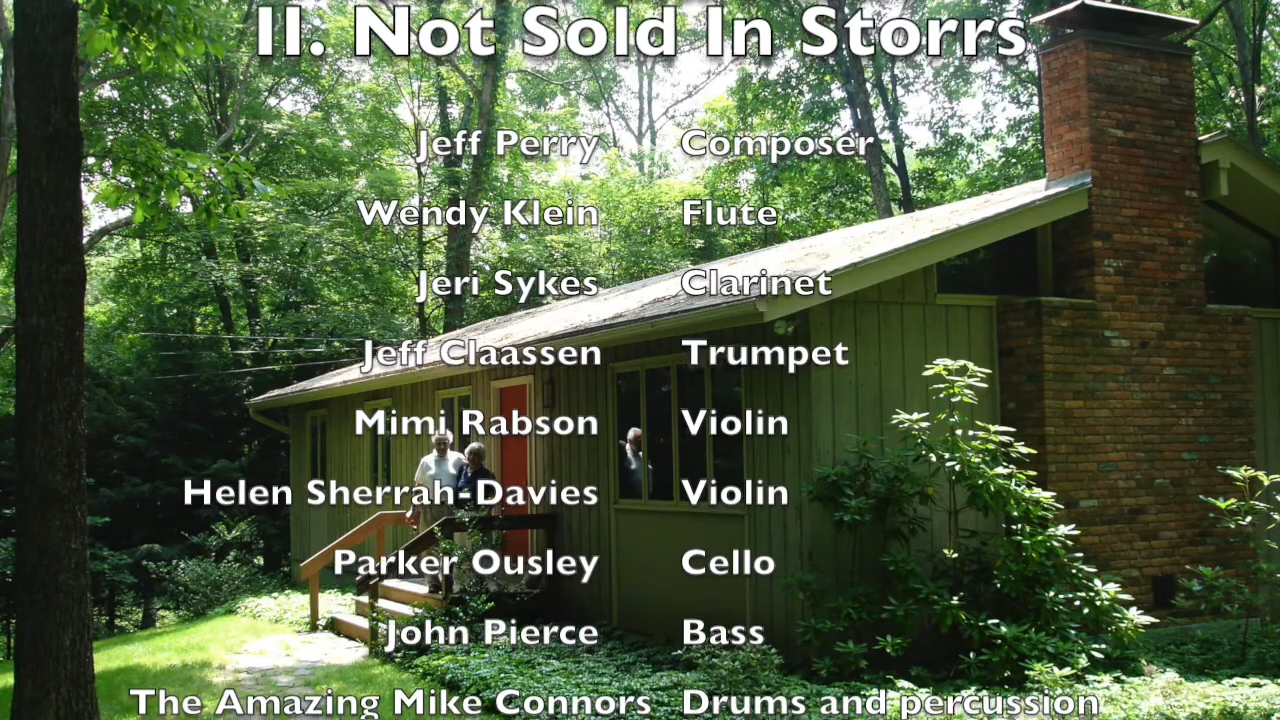 II. Not Sold In Storrs
Jeff Perry Composer
Wendy Klein Flute
Jeri Sykes Clarinet
Jeff Claassen Trumpet
Mimi Rabson Violin
Helen Sherrah-Davies Violin
Parker Ousley Cello
John Pierce Bass
The Amazing Mike Connors Drums and percussion